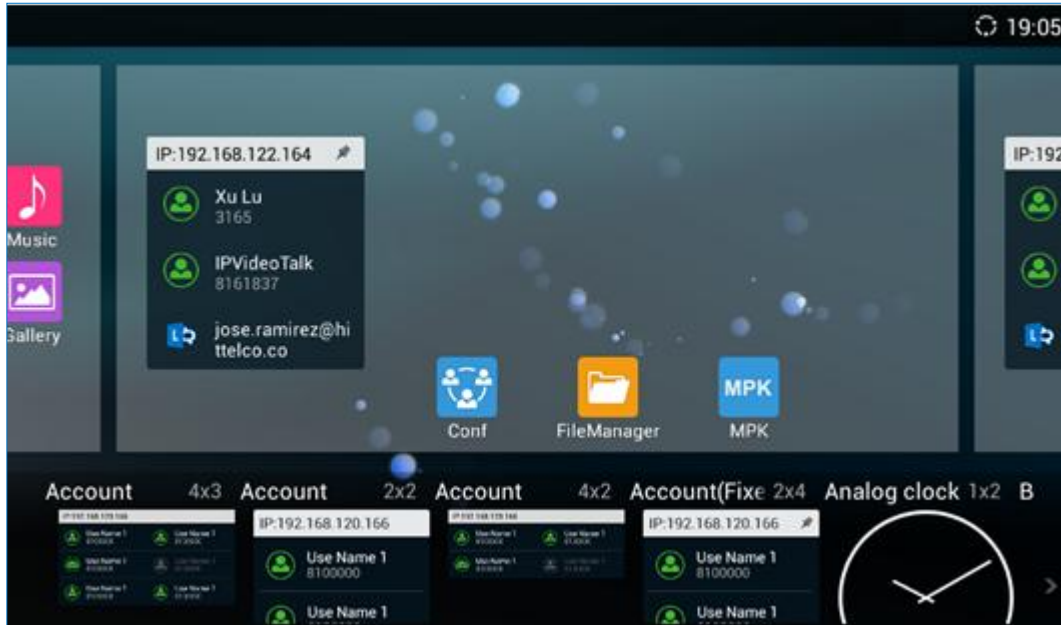 19:05
IP:192.168.122.164
IP:192
Xu Lu
3165
Music
IPVideoTalk
8161837
Gallery
jose.ramirez@hi
ttelco.co
MPK
Conf
FileManager
MPK
Account 4x3
Account 2x2
Account 4x2
Account(Fixe 2x4
Analog clock 1x2
B
IP:192.168.120.166
IP:192.168.120.166
Use Name 1
8100000
Use Name 1
8100000
Use Name 1
Use Name 1